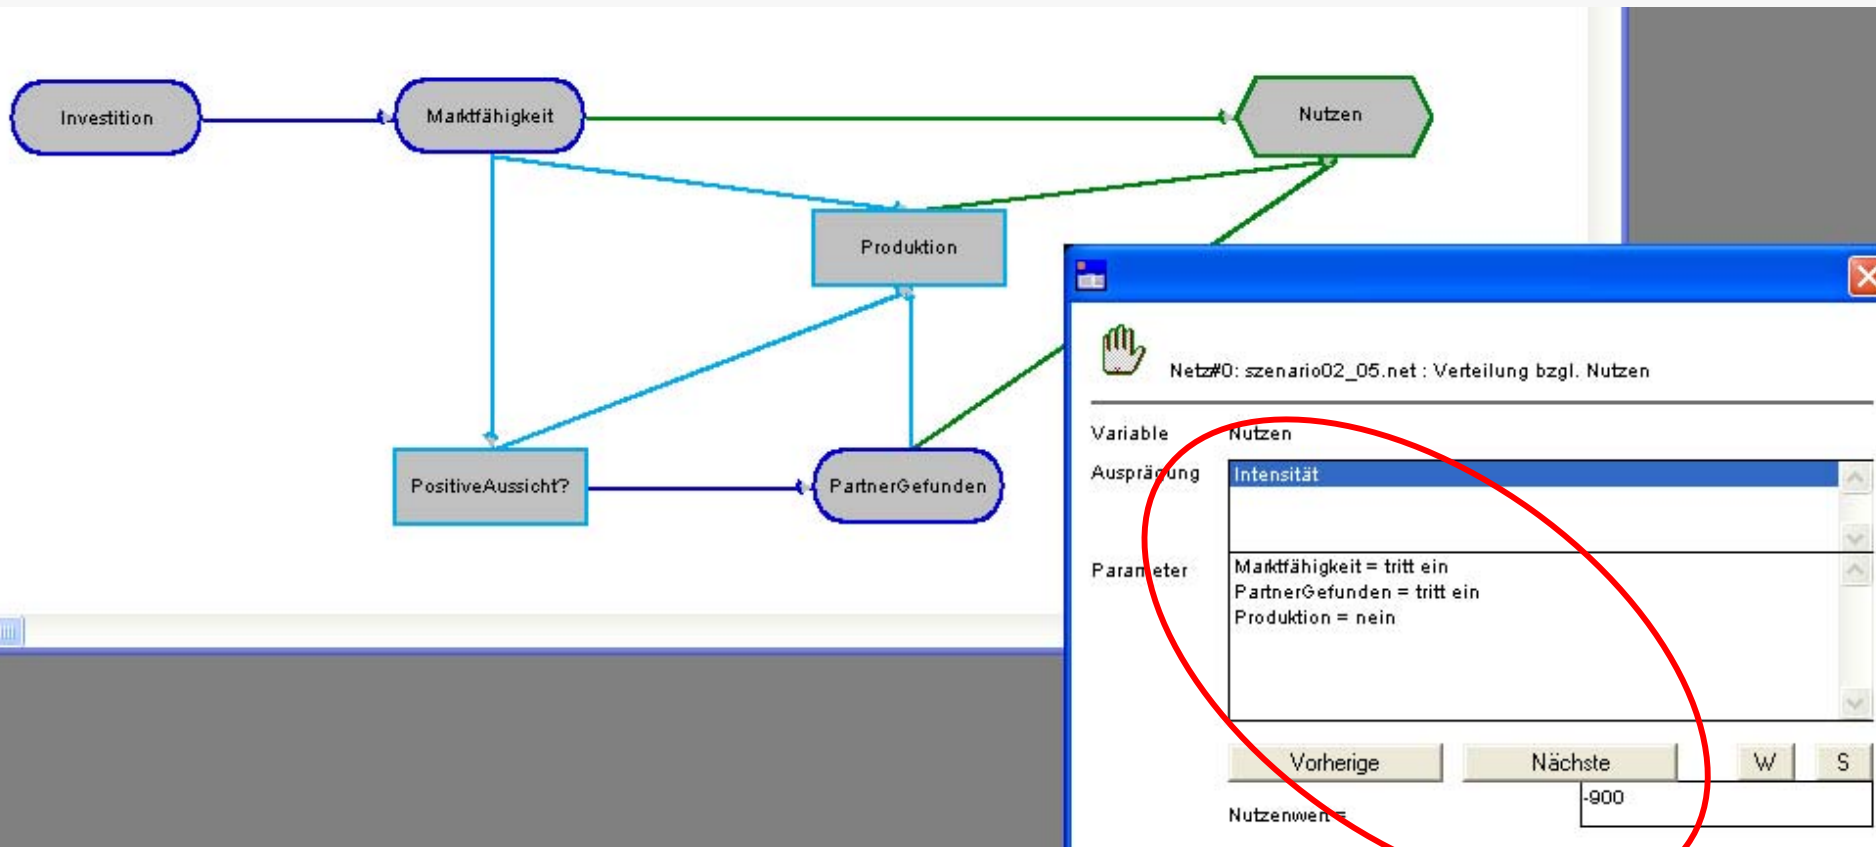 Investition
Marktfähigkeit
Nutzen
Produktion
PositiveAussicht?
PartnerGefunden
Netz#0: szenario02_05.net : Verteilung bzgl. Nutzen
Variable Nutzen
Ausprägung Intensität
Parameter Marktfähigkeit = tritt ein
PartnerGefunden = tritt ein
Produktion = nein
Vorherige Nächste W S
Nutzenwert = -900